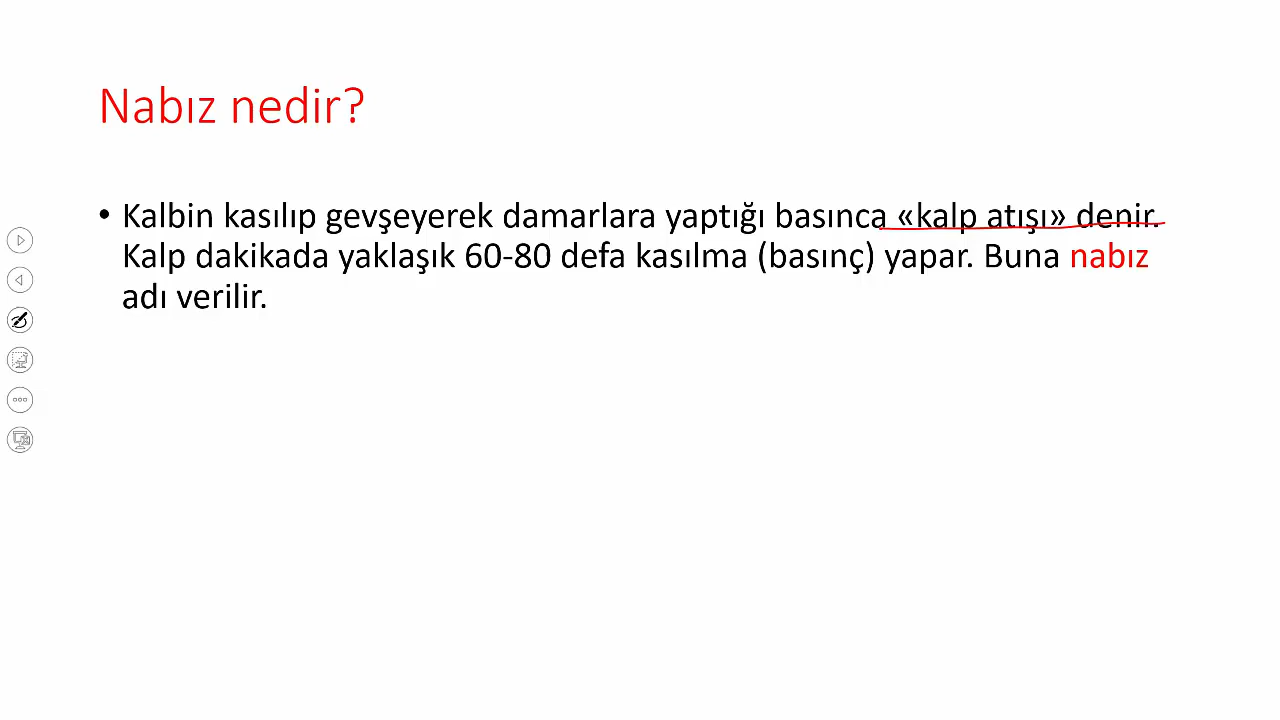 Nabız nedir?
• Kalbin kasılıp gevşeyerek damarlara yaptığı basınca «kalp atışı» denir.
Kalp dakikada yaklaşık 60-80 defa kasılma (basınç) yapar. Buna nabız
adı verilir.